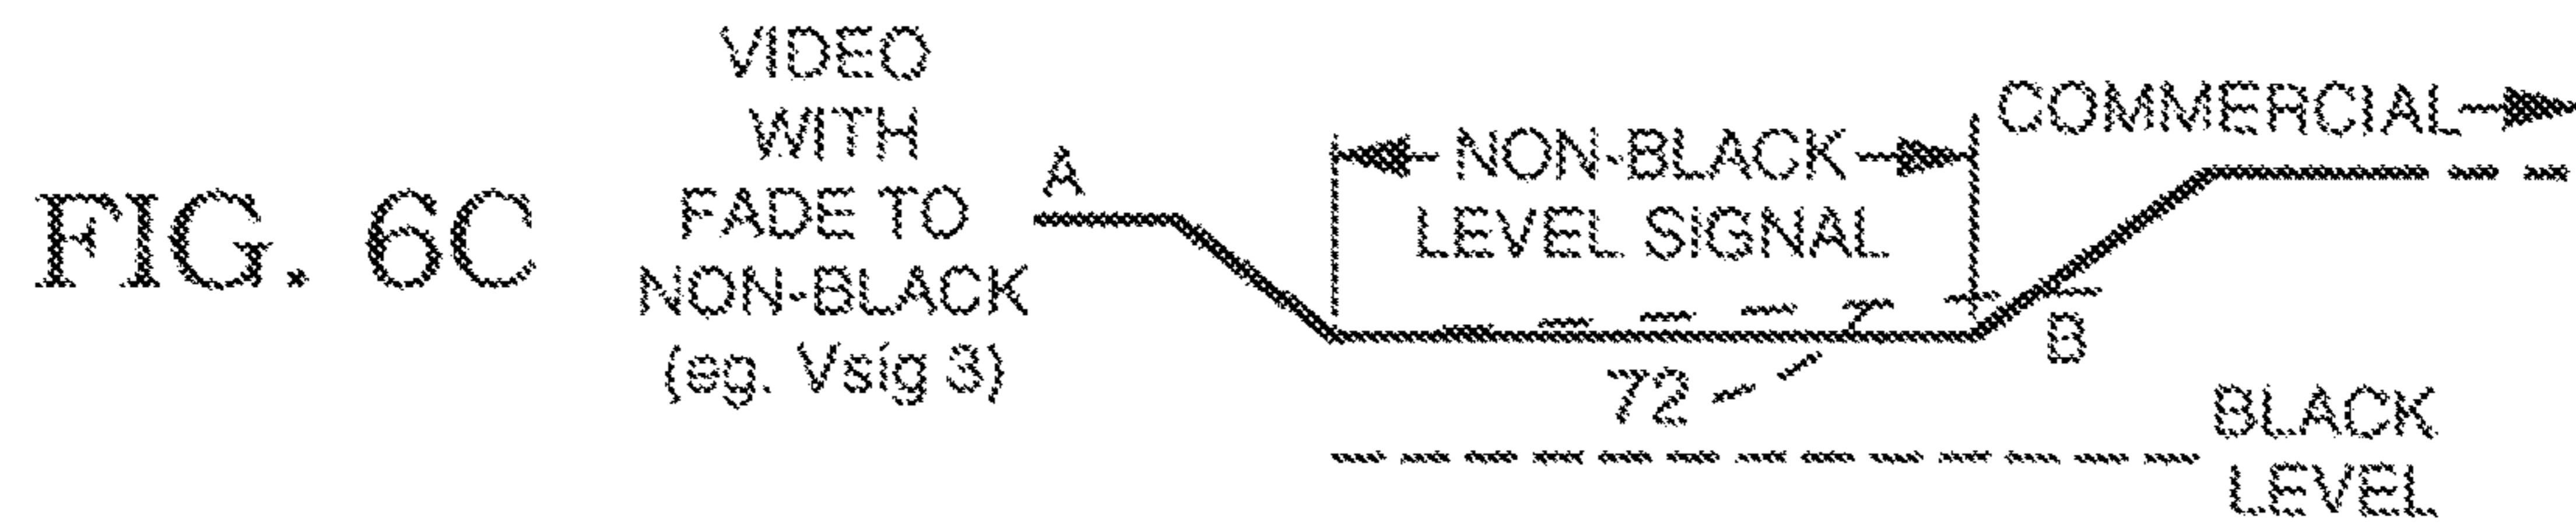 FIG. 6C
VIDEO
WITH
FADE TO
NON-BLACK
(eg. Vsig 3)
A
NON-BLACK
LEVEL SIGNAL
COMMERCIAL
B
72
BLACK
LEVEL